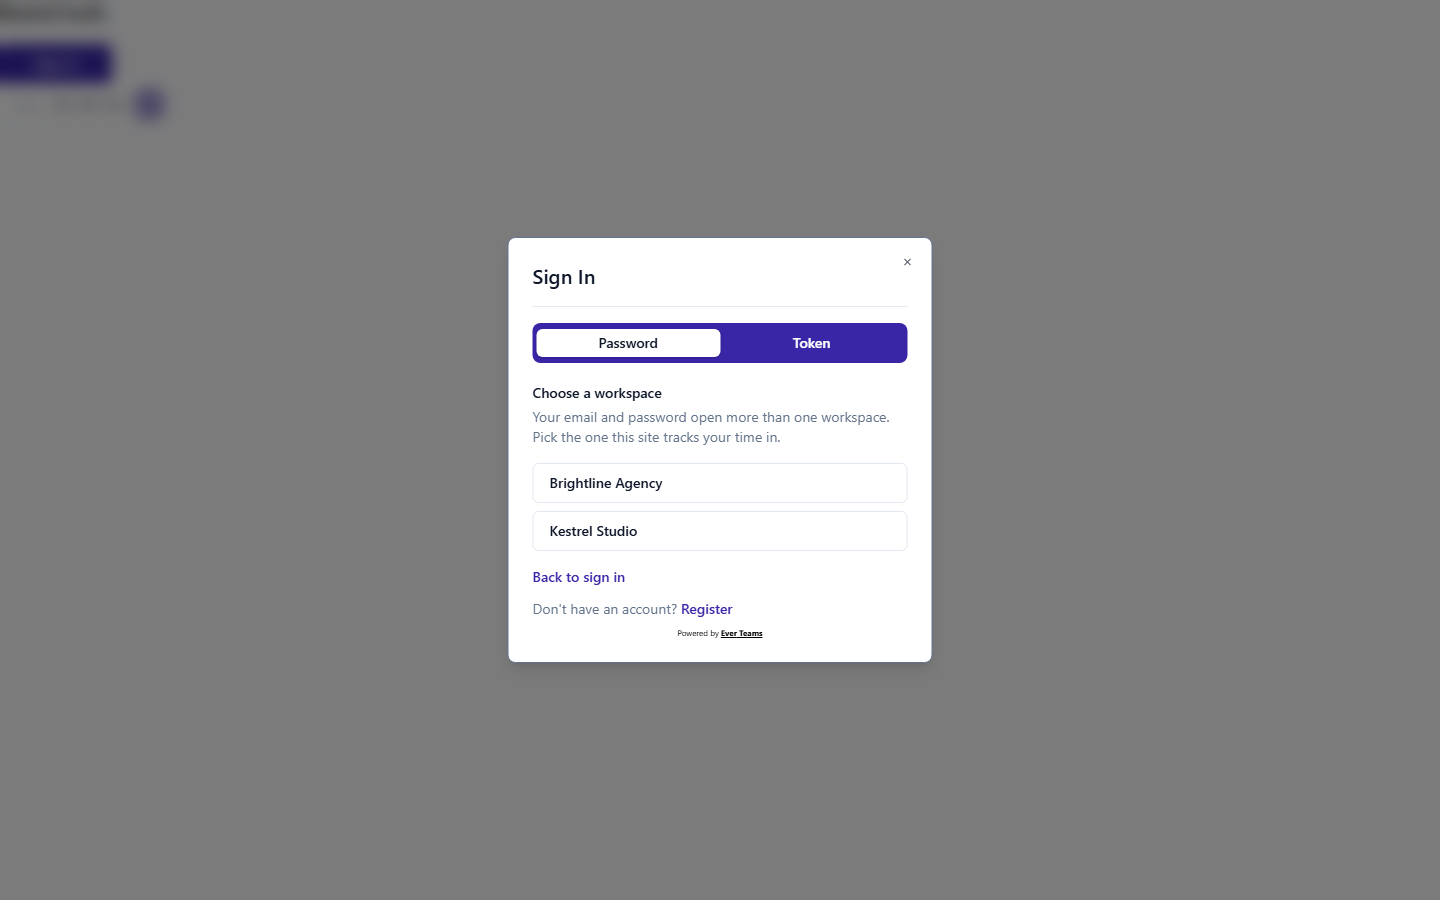 Sign In
×
Password
Token
Choose a workspace
Your email and password open more than one workspace.
Pick the one this site tracks your time in.
Brightline Agency
Kestrel Studio
Back to sign in
Don't have an account? Register
Powered by Ever Teams